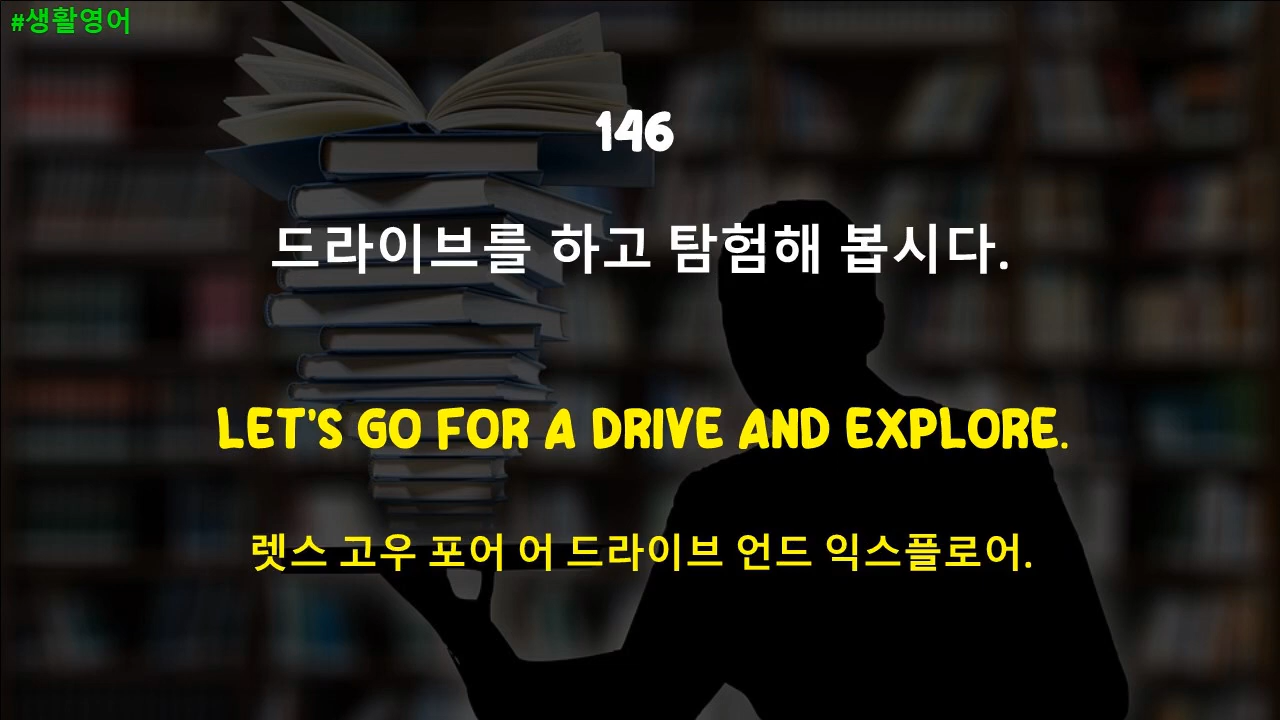 #생활영어
146
드라이브를 하고 탐험해 봅시다.
LET'S GO FOR A DRIVE AND EXPLORE.
렛스 고우 포어 어 드라이브 언드 익스플로어.